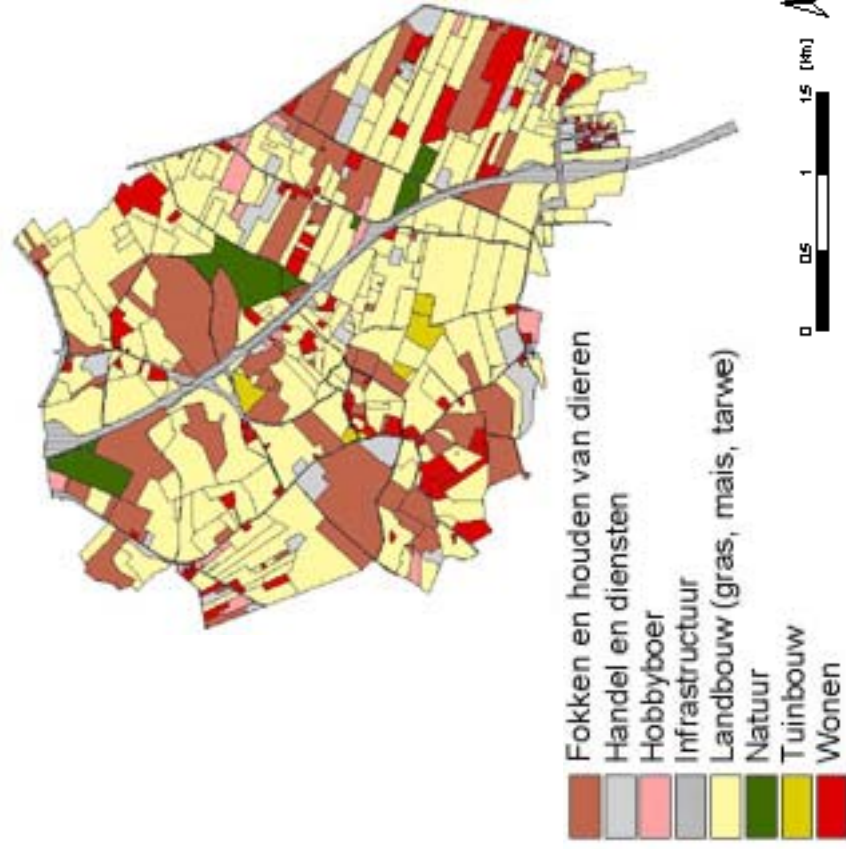 Fokken en houden van dieren
Handel en diensten
Hobbyboer
Infrastructuur
Landbouw (gras, mais, tarwe)
Natuur
Tuinbouw
Wonen
0 0.5 1 1.5 [Km]